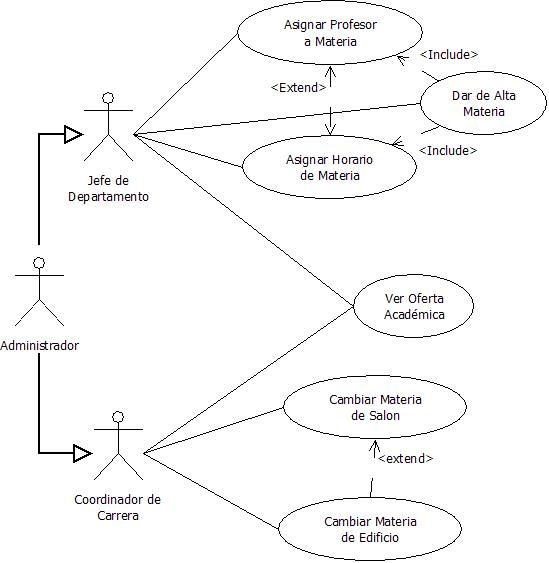 Asignar Profesor
a Materia
<Include>
<Extend>
Dar de Alta
Materia
<Include>
Asignar Horario
de Materia
Jefe de
Departamento
Ver Oferta
Académica
Administrador
Cambiar Materia
de Salon
<extend>
Coordinador de
Carrera
Cambiar Materia
de Edificio